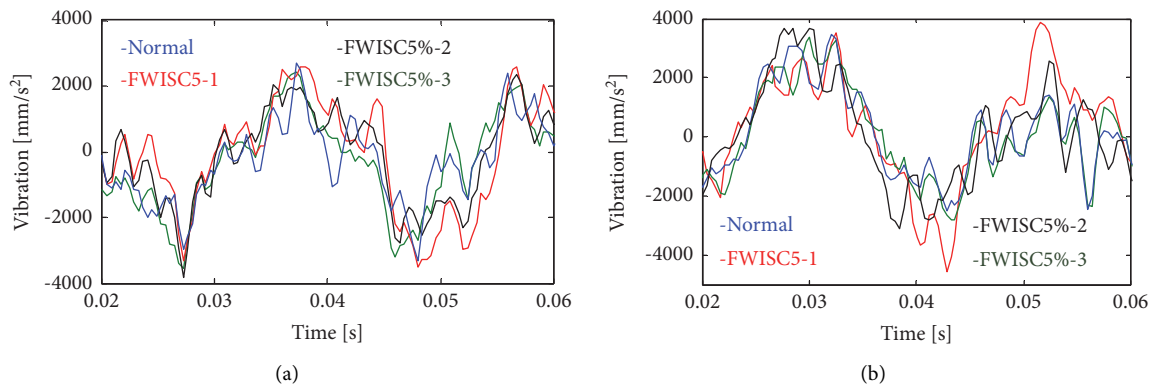 4000
2000
0
-2000
-4000
Vibration [mm/s²]
-Normal
-FWISC5-1
-FWISC5%-2
-FWISC5%-3
0.02 0.03 0.04 0.05 0.06
Time [s]
(a)
4000
2000
0
-2000
-4000
Vibration [mm/s²]
-Normal
-FWISC5-1
-FWISC5%-2
-FWISC5%-3
0.02 0.03 0.04 0.05 0.06
Time [s]
(b)